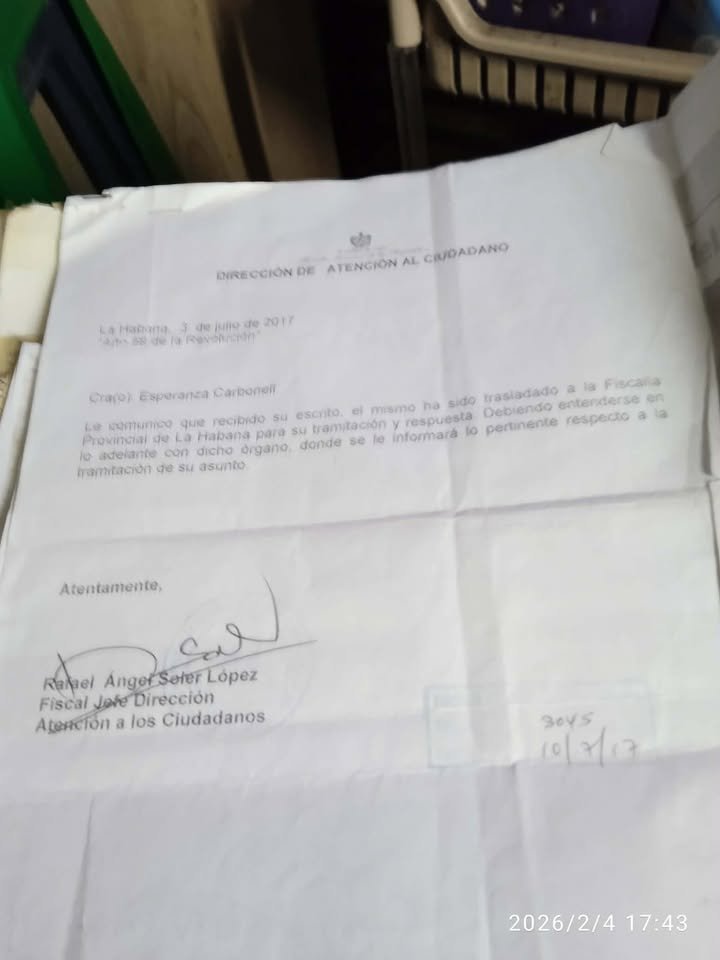 DIRECCIÓN DE ATENCIÓN AL CIUDADANO
La Habana, 3 de julio de 2017
"Año 58 de la Revolución"
Cra(o). Esperanza Carbonell
Le comunico que recibido su escrito, el mismo ha sido trasladado a la Fiscalía
Provincial de La Habana para su tramitación y respuesta. Debiendo entenderse en
lo adelante con dicho órgano, donde se le informará lo pertinente respecto a la
tramitación de su asunto.
Atentamente,
Rafael Ángel Soler López
Fiscal Jefe Dirección
Atención a los Ciudadanos
3045
10/7/17
2026/2/4 17:43